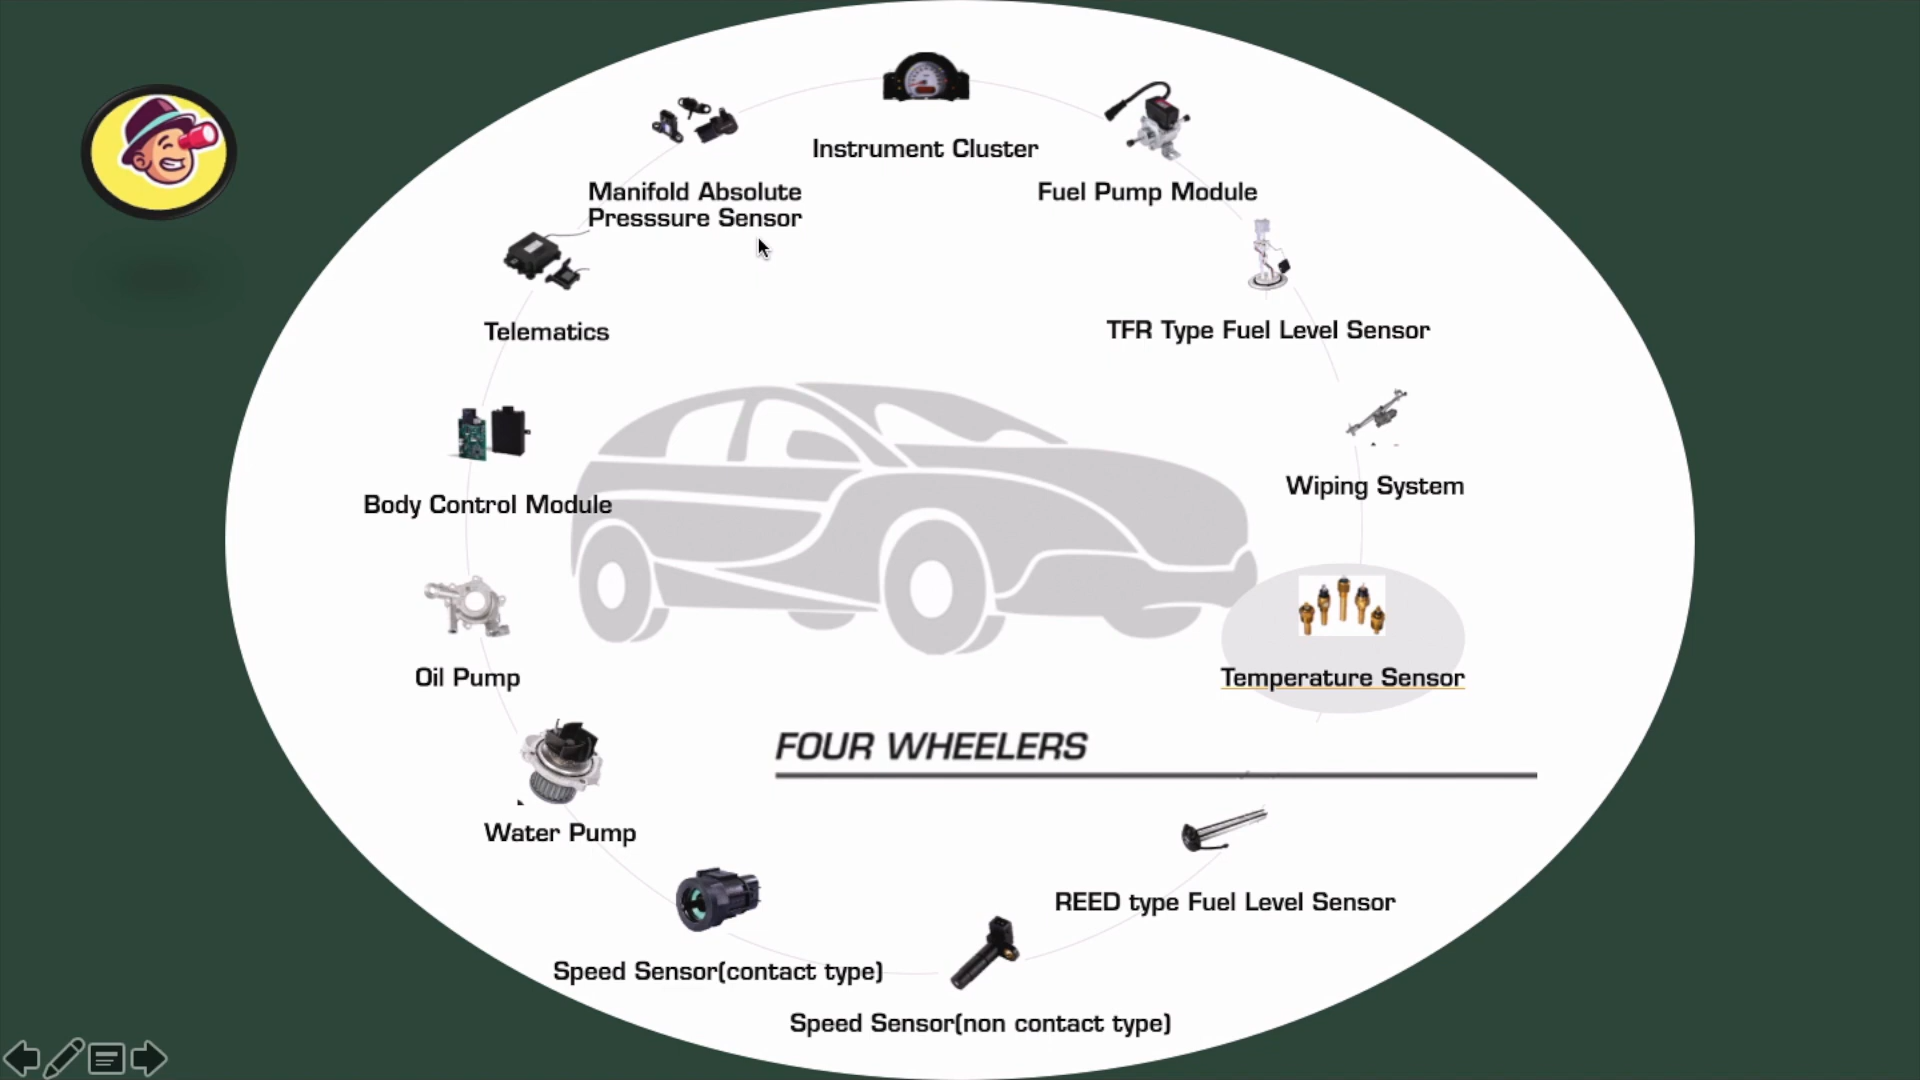 Instrument Cluster
Manifold Absolute
Presssure Sensor
Fuel Pump Module
Telematics
TFR Type Fuel Level Sensor
Body Control Module
Wiping System
Oil Pump
Temperature Sensor
FOUR WHEELERS
Water Pump
REED type Fuel Level Sensor
Speed Sensor(contact type)
Speed Sensor(non contact type)